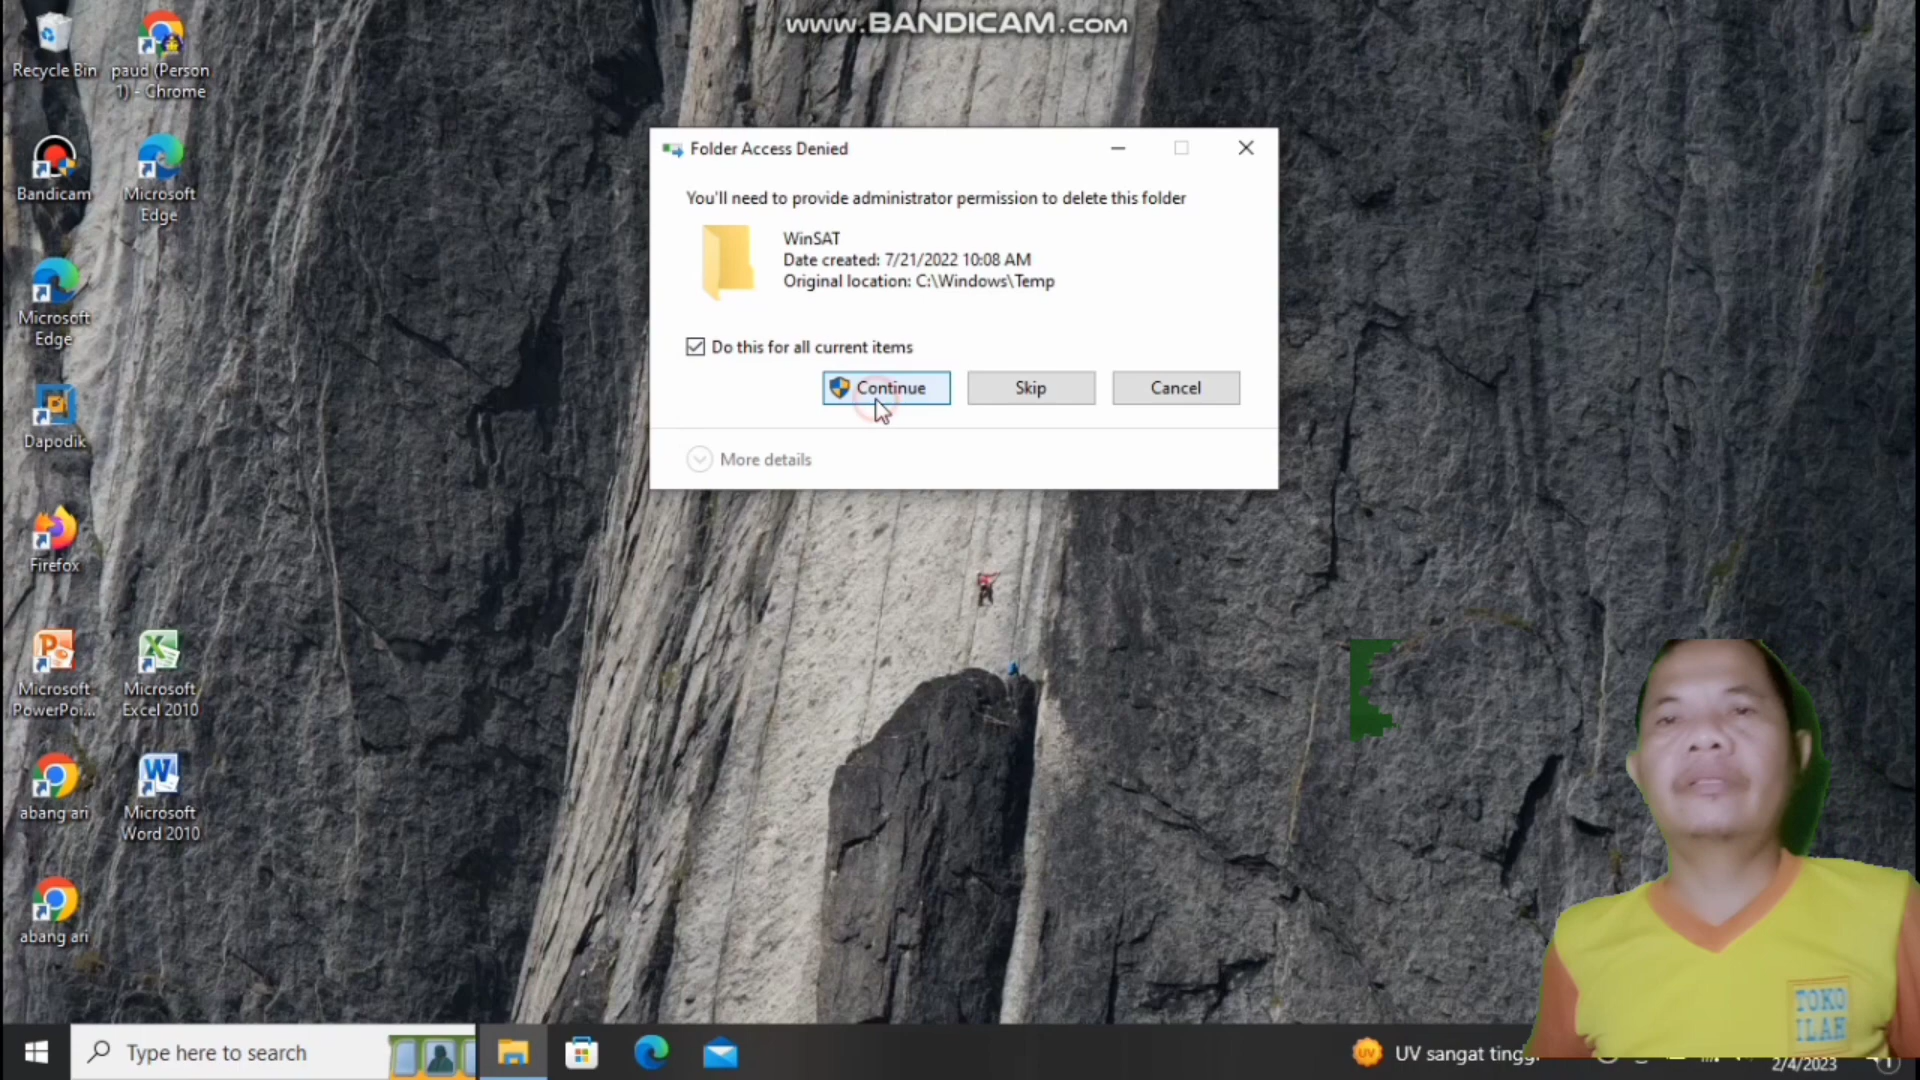 www.BANDICAM.com
Recycle Bin
paud (Person
1) - Chrome
Bandicam
Microsoft
Edge
Microsoft
Edge
Dapodik
Firefox
Microsoft
PowerPoi...
Microsoft
Excel 2010
abang ari
Microsoft
Word 2010
abang ari
Folder Access Denied
You'll need to provide administrator permission to delete this folder
WinSAT
Date created: 7/21/2022 10:08 AM
Original location: C:\Windows\Temp
Do this for all current items
Continue
Skip
Cancel
More details
TOKO
ILAH
Type here to search
UV sangat tinggi
2/4/2023